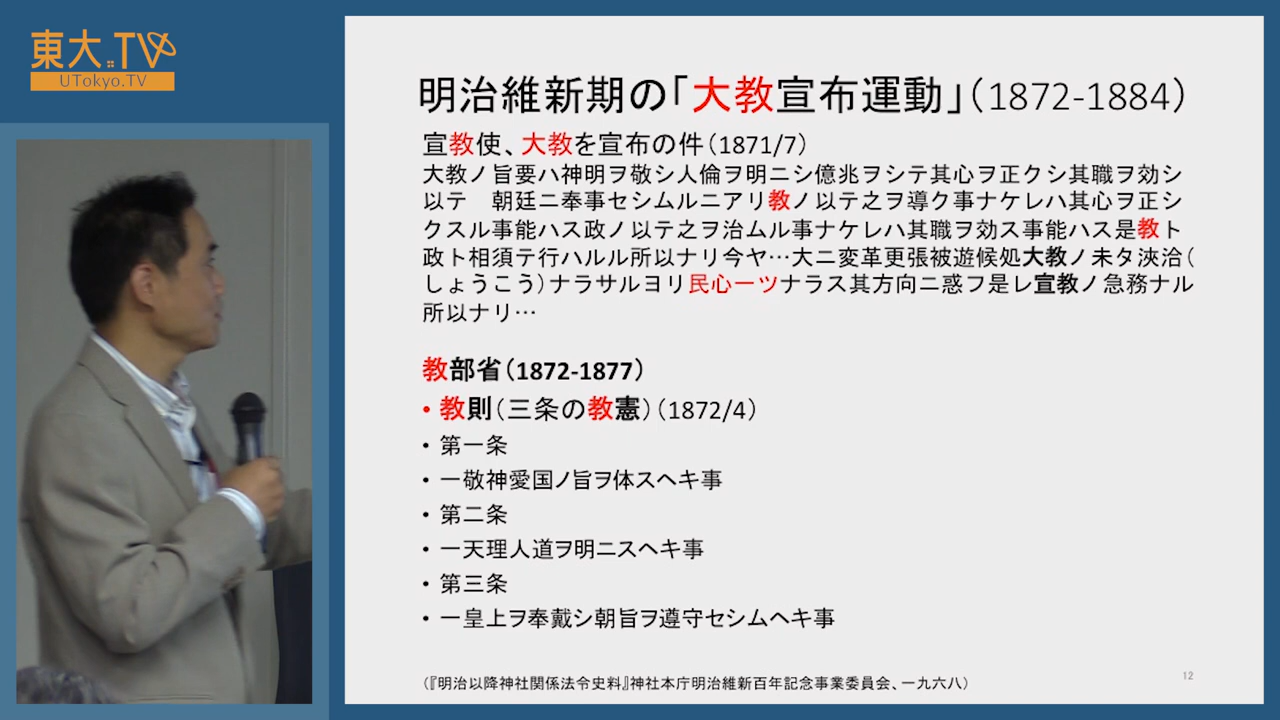 東大.TV
UTokyo.TV
明治維新期の「大教宣布運動」(1872-1884)
宣教使、大教を宣布の件(1871/7)
大教ノ旨要ハ神明ヲ敬シ人倫ヲ明ニシ億兆ヲシテ其心ヲ正クシ其職ヲ効シ
以テ　朝廷ニ奉事セシムルニアリ教ノ以テ之ヲ導ク事ナケレハ其心ヲ正シ
クスル事能ハス政ノ以テ之ヲ治ムル事ナケレハ其職ヲ効ス事能ハス是教ト
政ト相須テ行ハルル所以ナリ今ヤ…大ニ変革更張被遊候処大教ノ未タ浹洽(
しょうこう)ナラサルヨリ民心一ツナラス其方向ニ惑フ是レ宣教ノ急務ナル
所以ナリ…
教部省(1872-1877)
• 教則(三条の教憲)(1872/4)
• 第一条
• 一敬神愛国ノ旨ヲ体スヘキ事
• 第二条
• 一天理人道ヲ明ニスヘキ事
• 第三条
• 一皇上ヲ奉戴シ朝旨ヲ遵守セシムヘキ事
(『明治以降神社関係法令史料』神社本庁明治維新百年記念事業委員会、一九六八)
12